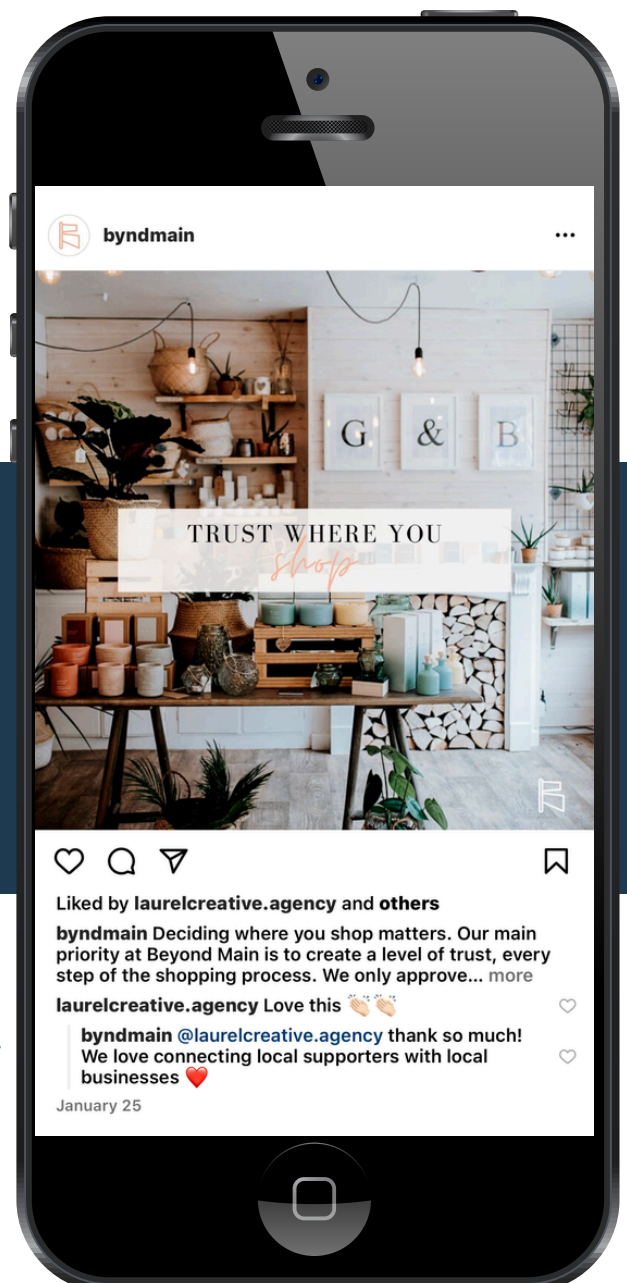 byndmain
G & B
TRUST WHERE YOU
shop
Liked by laurelcreative.agency and others
byndmain Deciding where you shop matters. Our main
priority at Beyond Main is to create a level of trust, every
step of the shopping process. We only approve... more
laurelcreative.agency Love this 👏🏻👏🏻
byndmain @laurelcreative.agency thank so much!
We love connecting local supporters with local
businesses ❤️
January 25